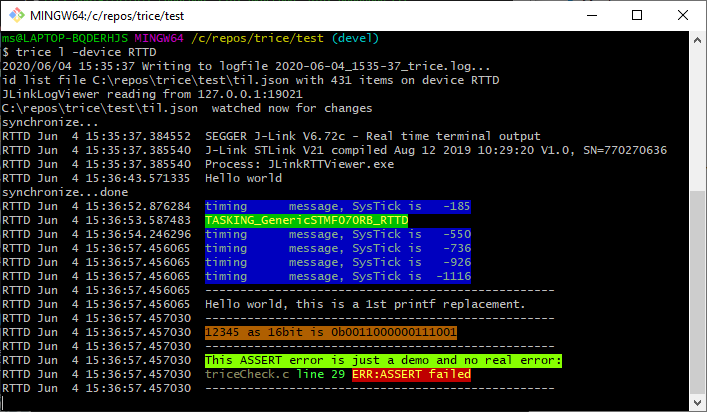 MINGW64:/c/repos/trice/test
ms@LAPTOP-BQDERHJS MINGW64 /c/repos/trice/test (devel)
$ trice l -device RTTD
2020/06/04 15:35:37 Writing to logfile 2020-06-04_1535-37_trice.log...
id list file C:\repos\trice\test\til.json with 431 items on device RTTD
JLinkLogViewer reading from 127.0.0.1:19021
C:\repos\trice\test\til.json  watched now for changes
synchronize...
RTTD Jun  4 15:35:37.384552  SEGGER J-Link V6.72c - Real time terminal output
RTTD Jun  4 15:35:37.385540  J-Link STLink V21 compiled Aug 12 2019 10:29:20 V1.0, SN=770270636
RTTD Jun  4 15:35:37.385540  Process: JLinkRTTViewer.exe
RTTD Jun  4 15:36:43.571335  Hello world
synchronize...done
RTTD Jun  4 15:36:52.876284  timing      message, SysTick is   -185
RTTD Jun  4 15:36:53.587483  TASKING_GenericSTMF070RB_RTTD
RTTD Jun  4 15:36:54.246296  timing      message, SysTick is   -550
RTTD Jun  4 15:36:57.456065  timing      message, SysTick is   -736
RTTD Jun  4 15:36:57.456065  timing      message, SysTick is   -926
RTTD Jun  4 15:36:57.456065  timing      message, SysTick is  -1116
RTTD Jun  4 15:36:57.456065  --------------------------------------------------
RTTD Jun  4 15:36:57.456065  Hello world, this is a 1st printf replacement.
RTTD Jun  4 15:36:57.457030  --------------------------------------------------
RTTD Jun  4 15:36:57.457030  12345 as 16bit is 0b0011000000111001
RTTD Jun  4 15:36:57.457030  --------------------------------------------------
RTTD Jun  4 15:36:57.457030  This ASSERT error is just a demo and no real error:
RTTD Jun  4 15:36:57.457030  triceCheck.c line 29 ERR:ASSERT failed
RTTD Jun  4 15:36:57.457030  --------------------------------------------------